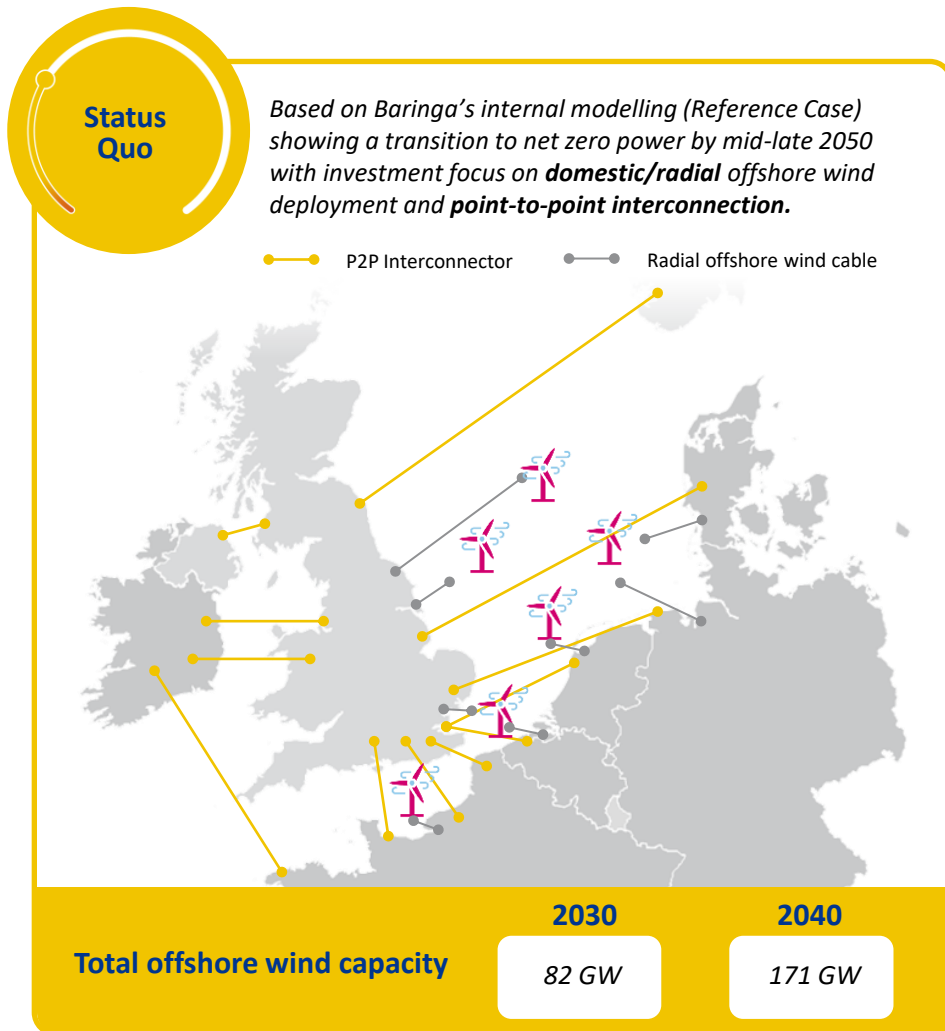 Status
Quo
Based on Baringa's internal modelling (Reference Case)
showing a transition to net zero power by mid-late 2050
with investment focus on domestic/radial offshore wind
deployment and point-to-point interconnection.
P2P Interconnector
Radial offshore wind cable
2030
2040
Total offshore wind capacity
82 GW
171 GW